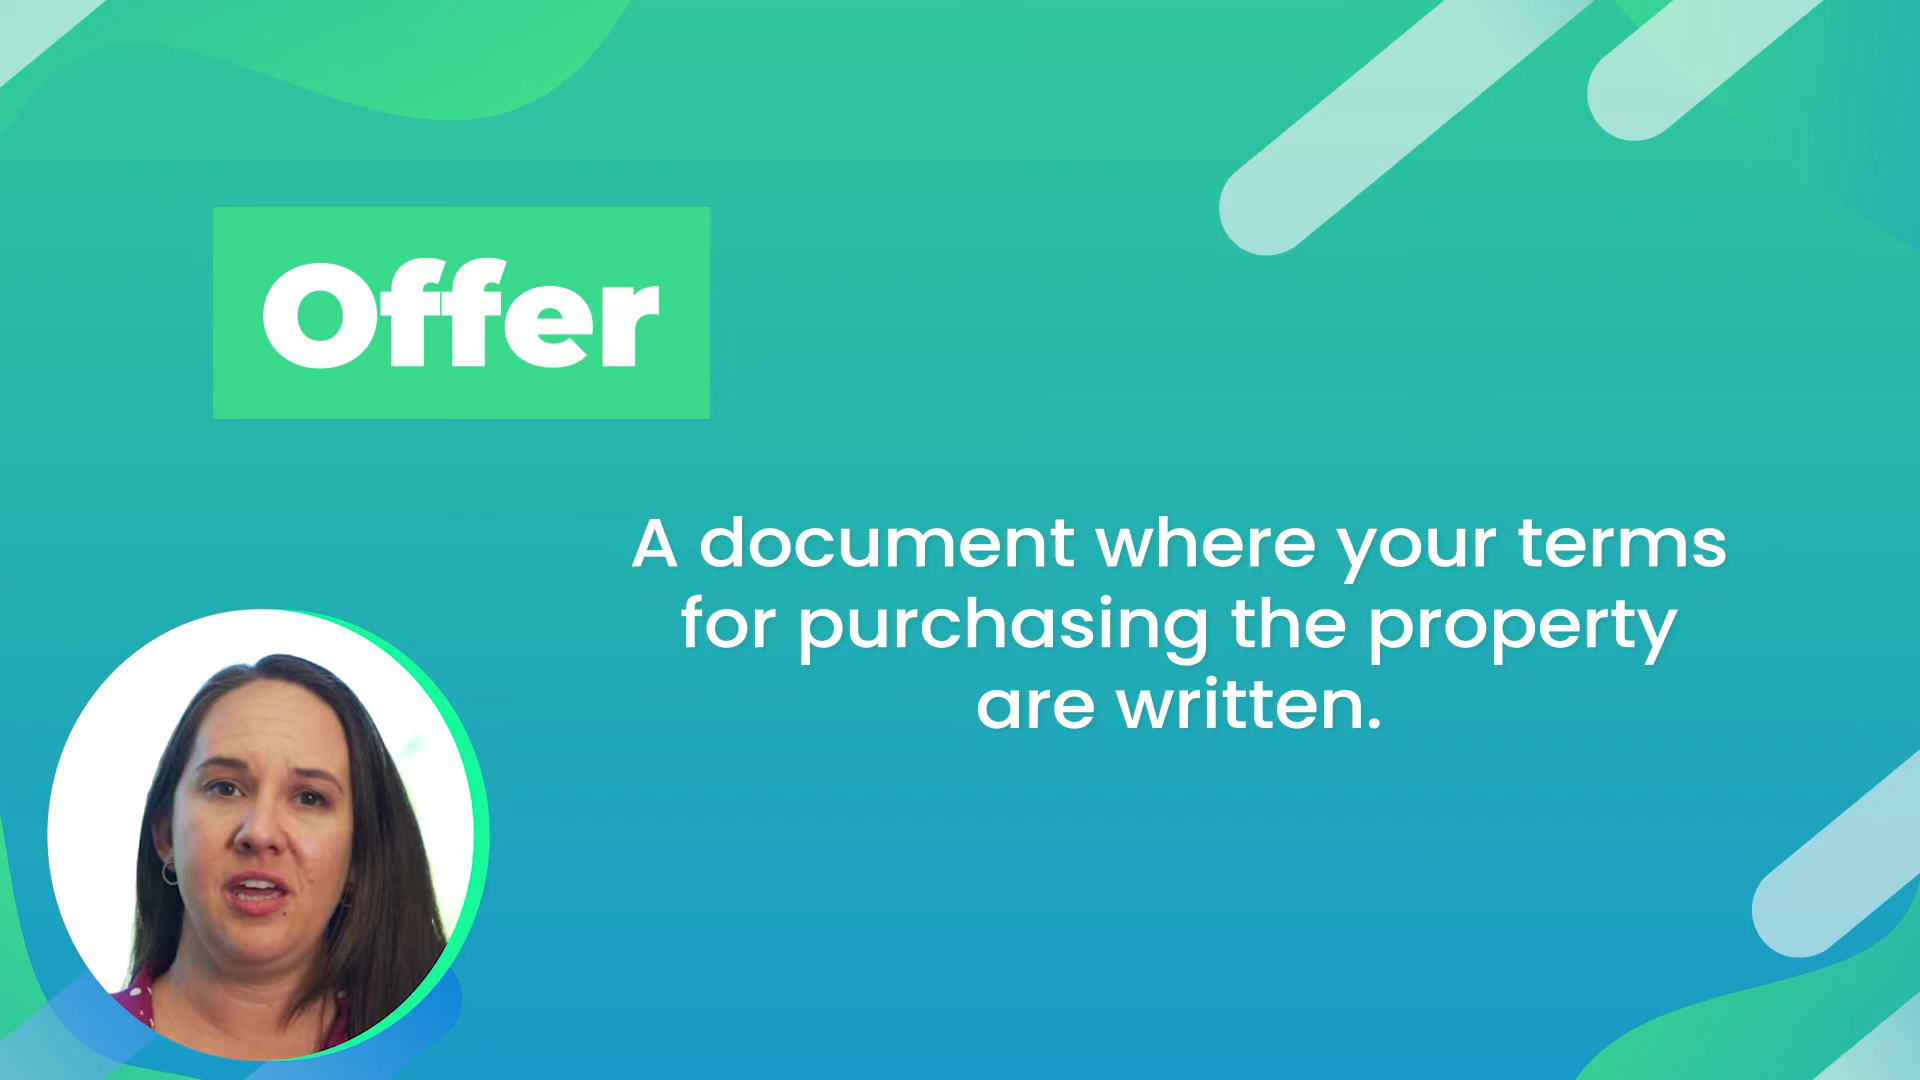 Offer
A document where your terms
for purchasing the property
are written.